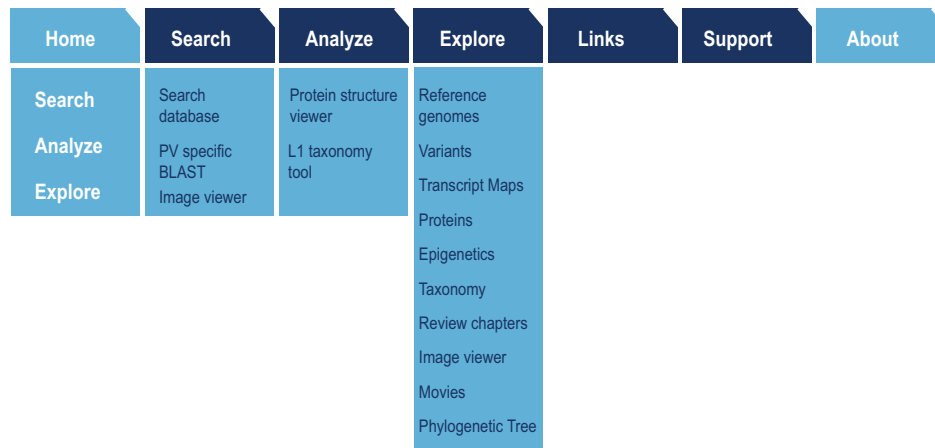 Home
Search
Analyze
Explore
Links
Support
About
Search
Analyze
Explore
Search
database
PV specific
BLAST
Image viewer
Protein structure
viewer
L1 taxonomy
tool
Reference
genomes
Variants
Transcript Maps
Proteins
Epigenetics
Taxonomy
Review chapters
Image viewer
Movies
Phylogenetic Tree